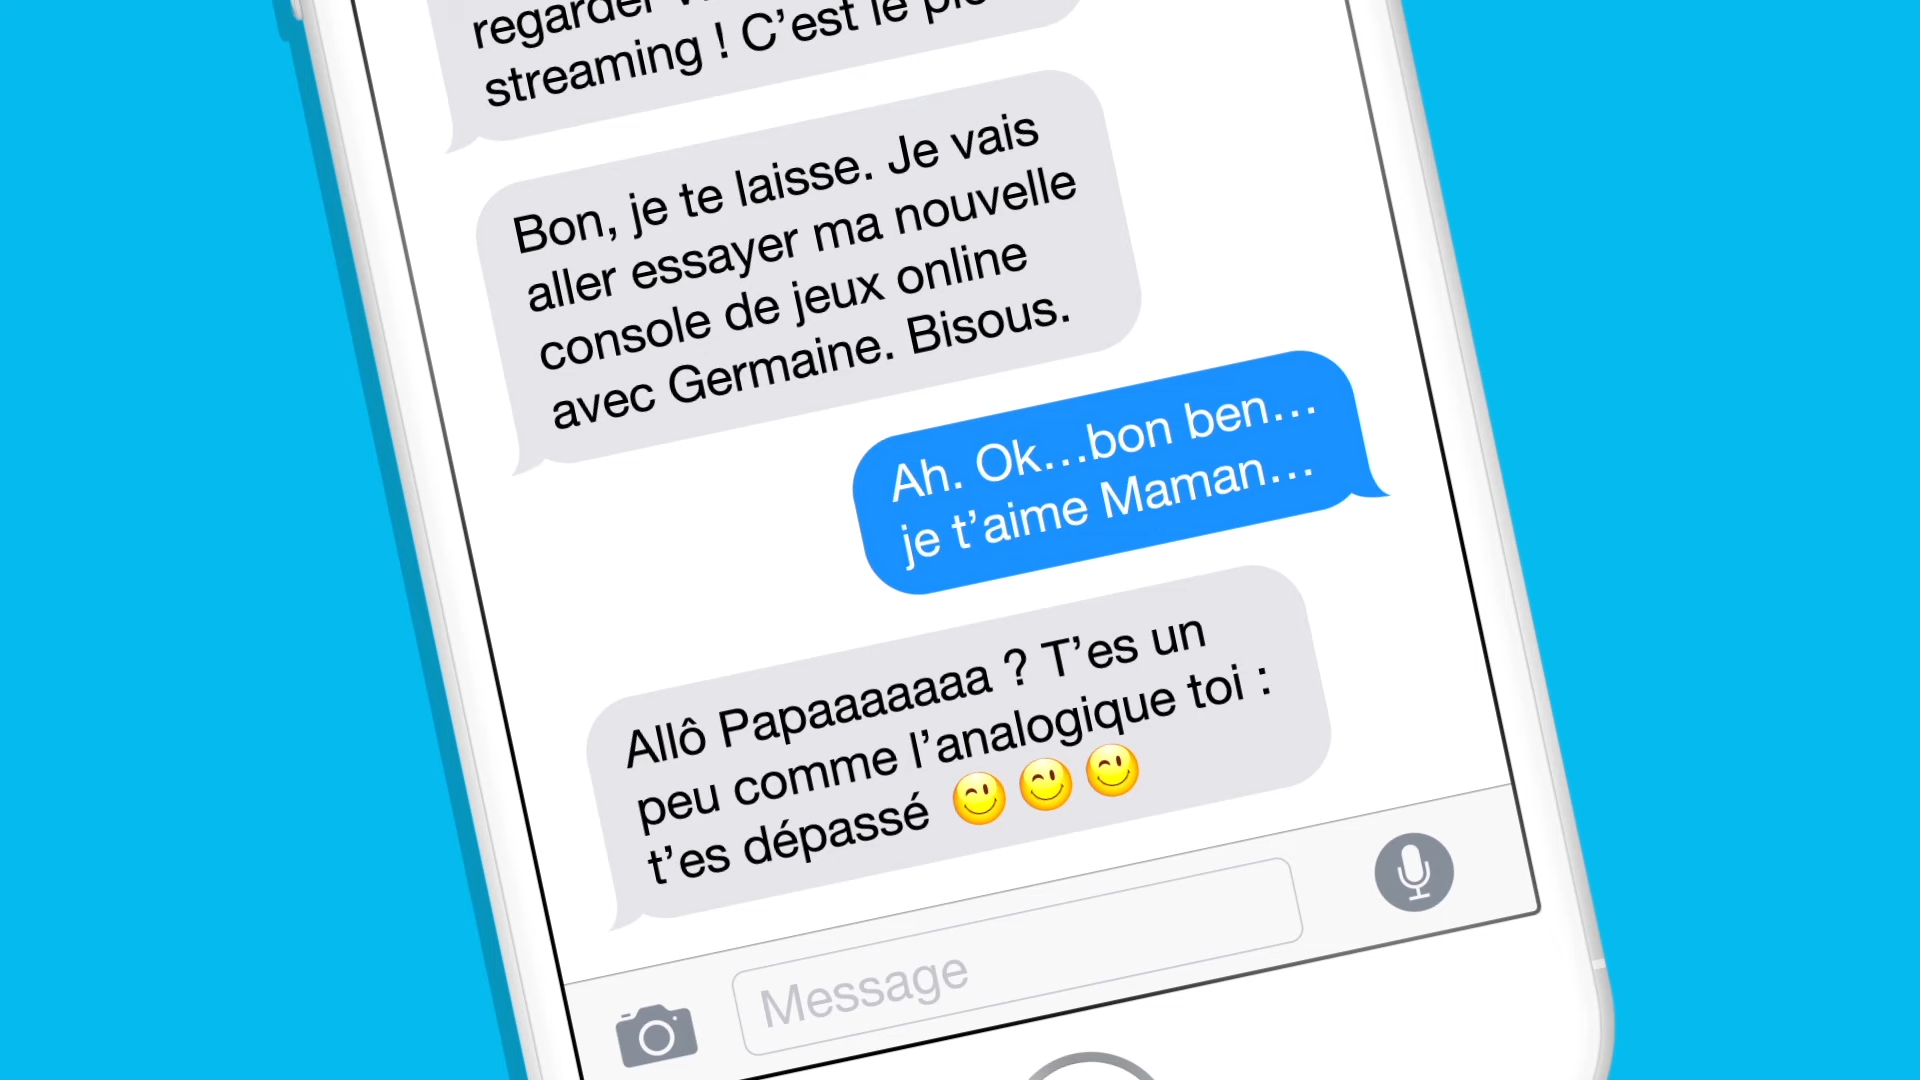 regarder
streaming ! C’est le
Bon, je te laisse. Je vais
aller essayer ma nouvelle
console de jeux online
avec Germaine. Bisous.
Ah. Ok...bon ben...
je t’aime Maman...
Allô Papaaaaaaa ? T’es un
peu comme l’analogique toi :
t’es dépassé 😋😋😋
Message